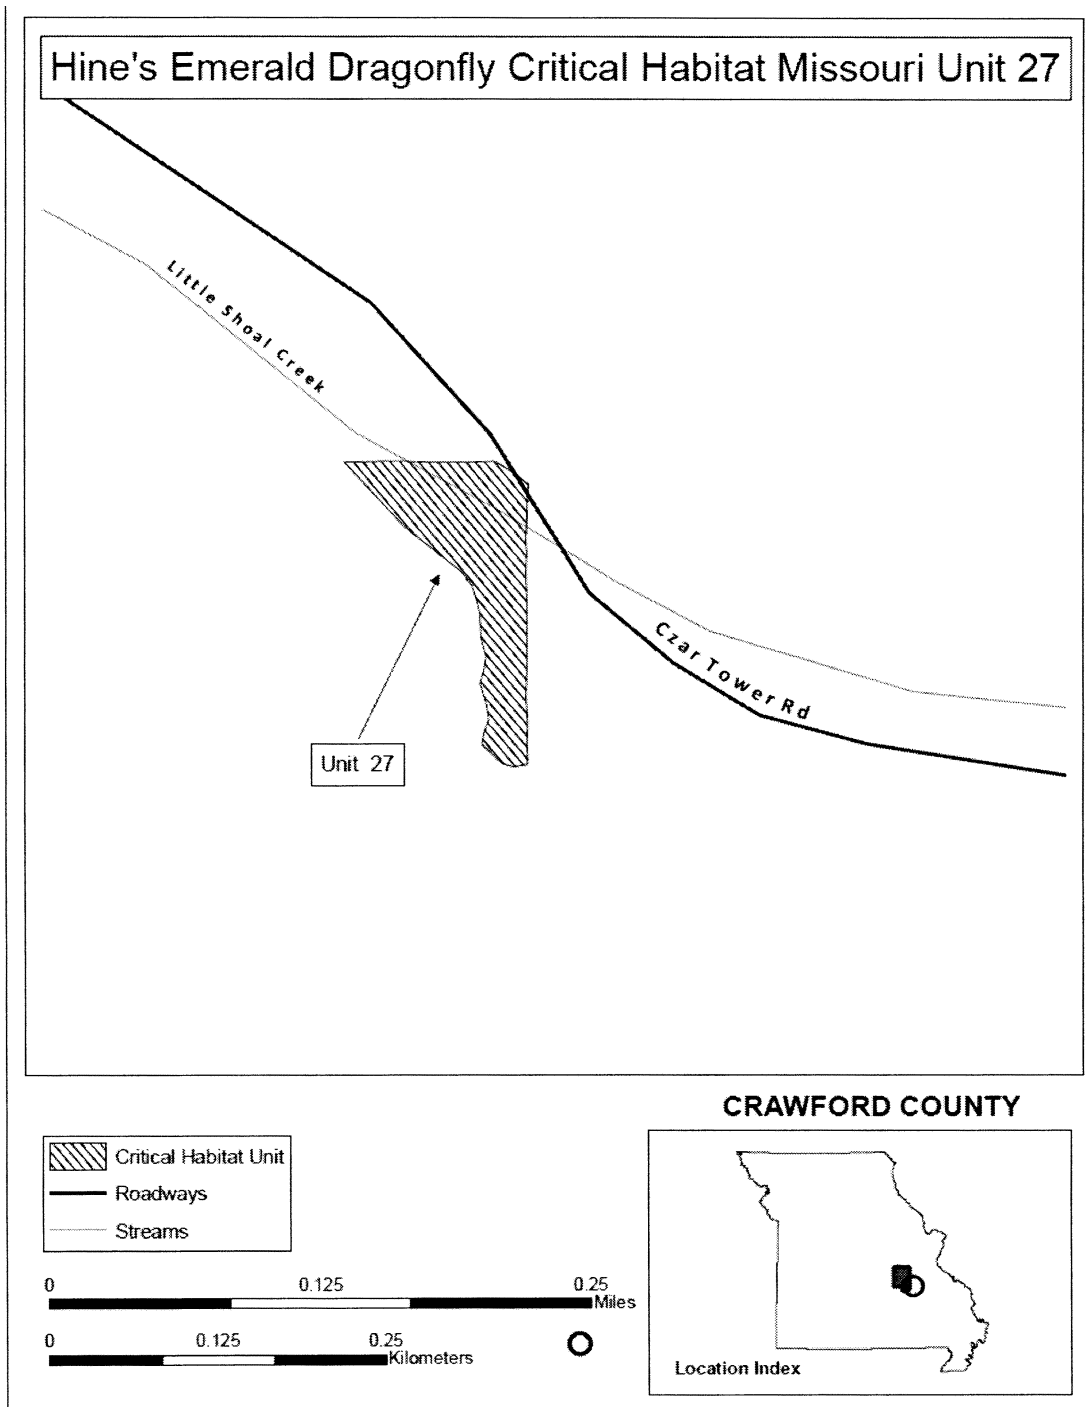 Hine's Emerald Dragonfly Critical Habitat Missouri Unit 27
Little Shoal Creek
Czar Tower Rd
Unit 27
CRAWFORD COUNTY
Critical Habitat Unit
Roadways
Streams
0 0.125 0.25
Miles
0 0.125 0.25
Kilometers
Location Index